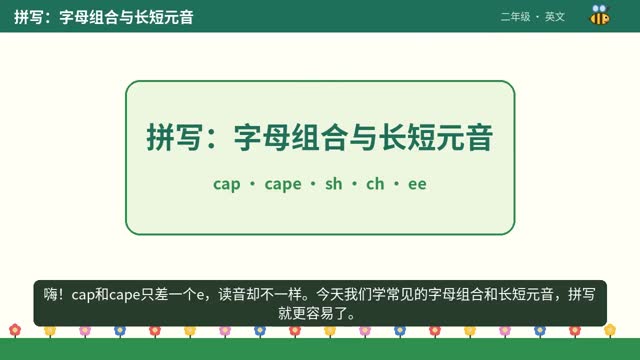 拼写：字母组合与长短元音
二年级 · 英文
拼写：字母组合与长短元音
cap · cape · sh · ch · ee
嗨！cap和cape只差一个e，读音却不一样。今天我们学常见的字母组合和长短元音，拼写
就更容易了。